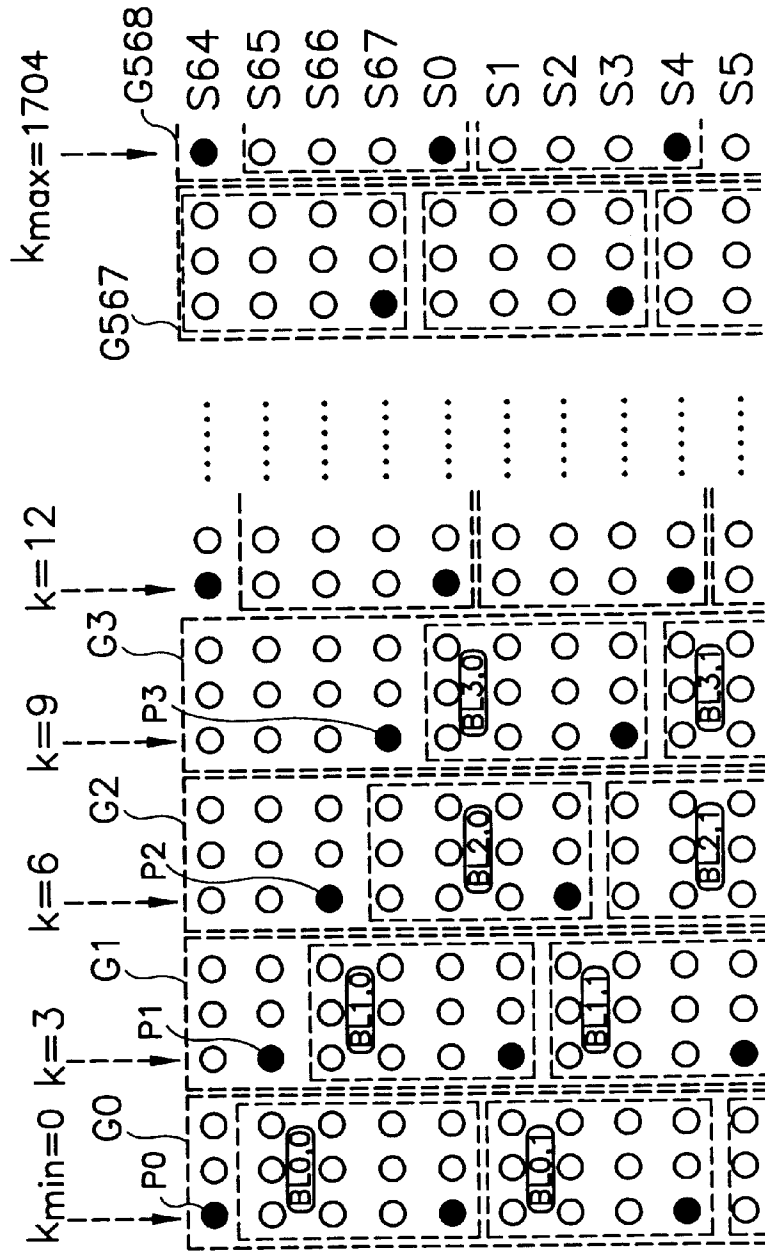 kmin=0 k=3 k=6 k=9 k=12 kmax=1704
G0 G1 G2 G3 G567 G568
P0 P1 P2 P3
S64
S65
S66
S67
S0
S1
S2
S3
S4
S5
BL0,0 BL1,0 BL2,0 BL3,0
BL0,1 BL1,1 BL2,1 BL3,1